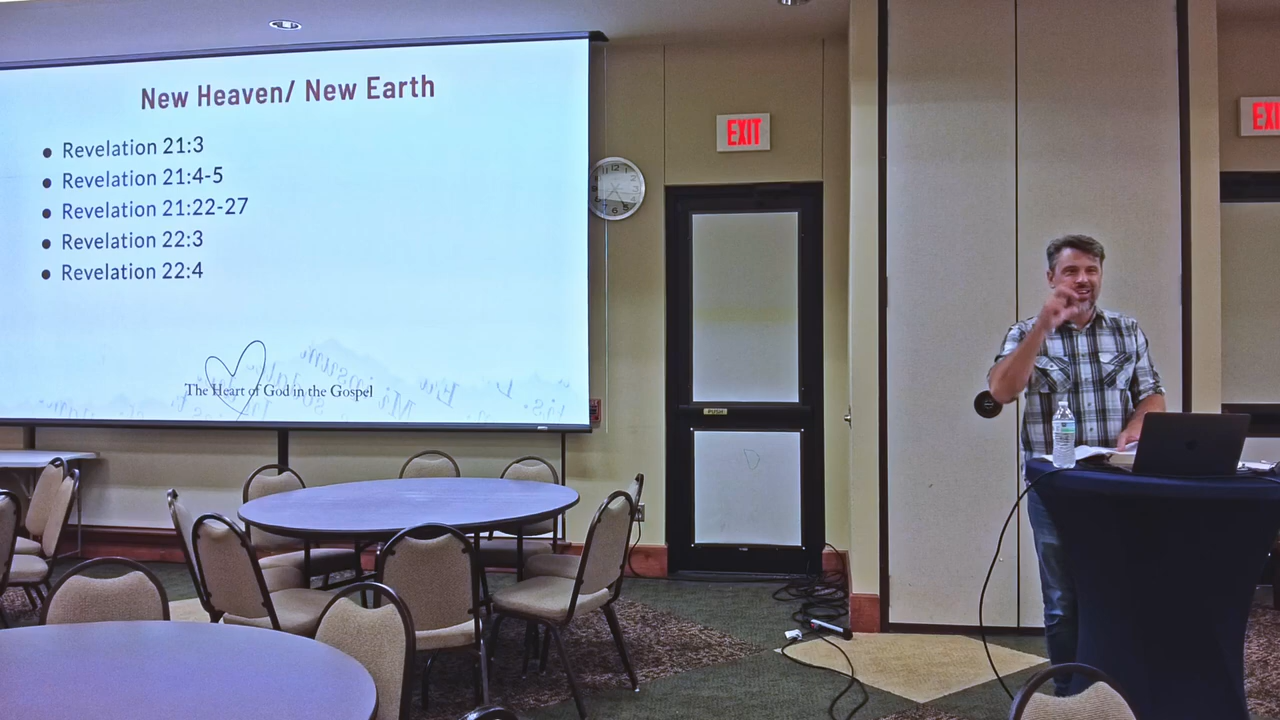 New Heaven/ New Earth
● Revelation 21:3
● Revelation 21:4-5
● Revelation 21:22-27
● Revelation 22:3
● Revelation 22:4
The Heart of God in the Gospel
EXIT
EXI
PUSH